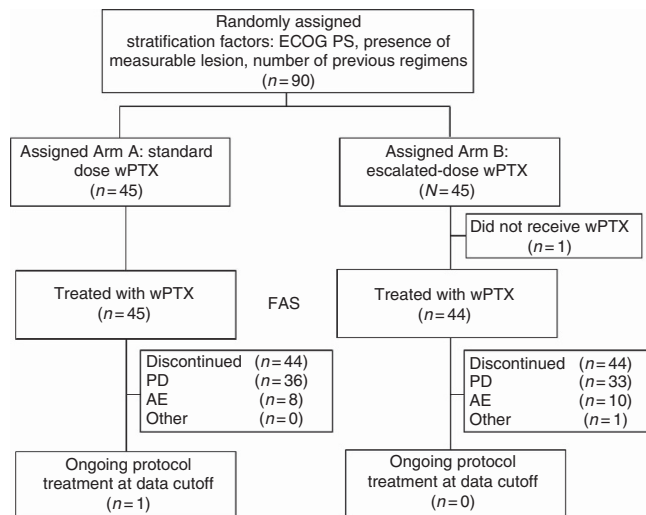 Randomly assigned
stratification factors: ECOG PS, presence of
measurable lesion, number of previous regimens
(n=90)
Assigned Arm A: standard
dose wPTX
(n=45)
Assigned Arm B:
escalated-dose wPTX
(N=45)
Did not receive wPTX
(n=1)
Treated with wPTX
(n=45)
FAS
Treated with wPTX
(n=44)
Discontinued (n=44)
PD (n=36)
AE (n=8)
Other (n=0)
Discontinued (n=44)
PD (n=33)
AE (n=10)
Other (n=1)
Ongoing protocol
treatment at data cutoff
(n=1)
Ongoing protocol
treatment at data cutoff
(n=0)